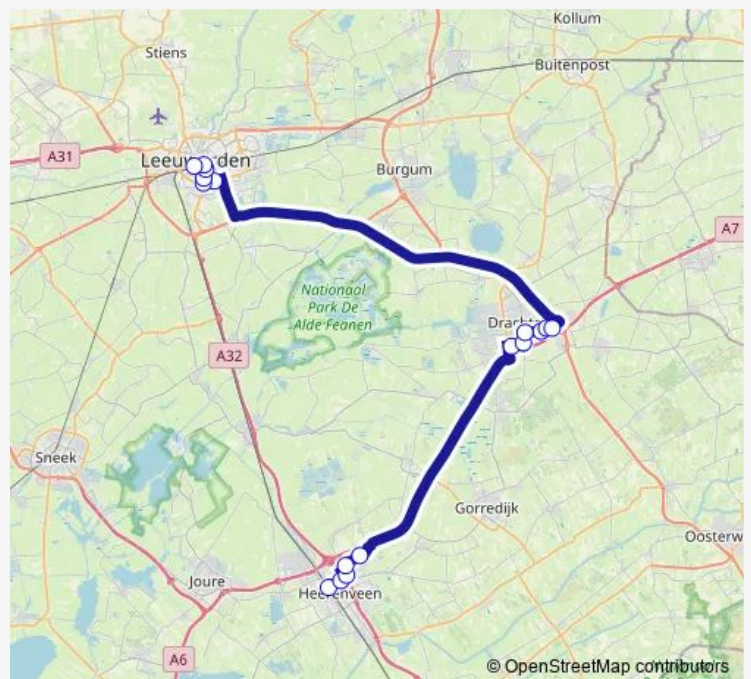 Kollum
Stiens
Buitenpost
A31
Leeuwarden
Burgum
A7
Nationaal
Park De
Alde Feanen
A32
Sneek
Gorredijk
Oosterw
Joure
Heerenveen
A6
© OpenStreetMap contributors